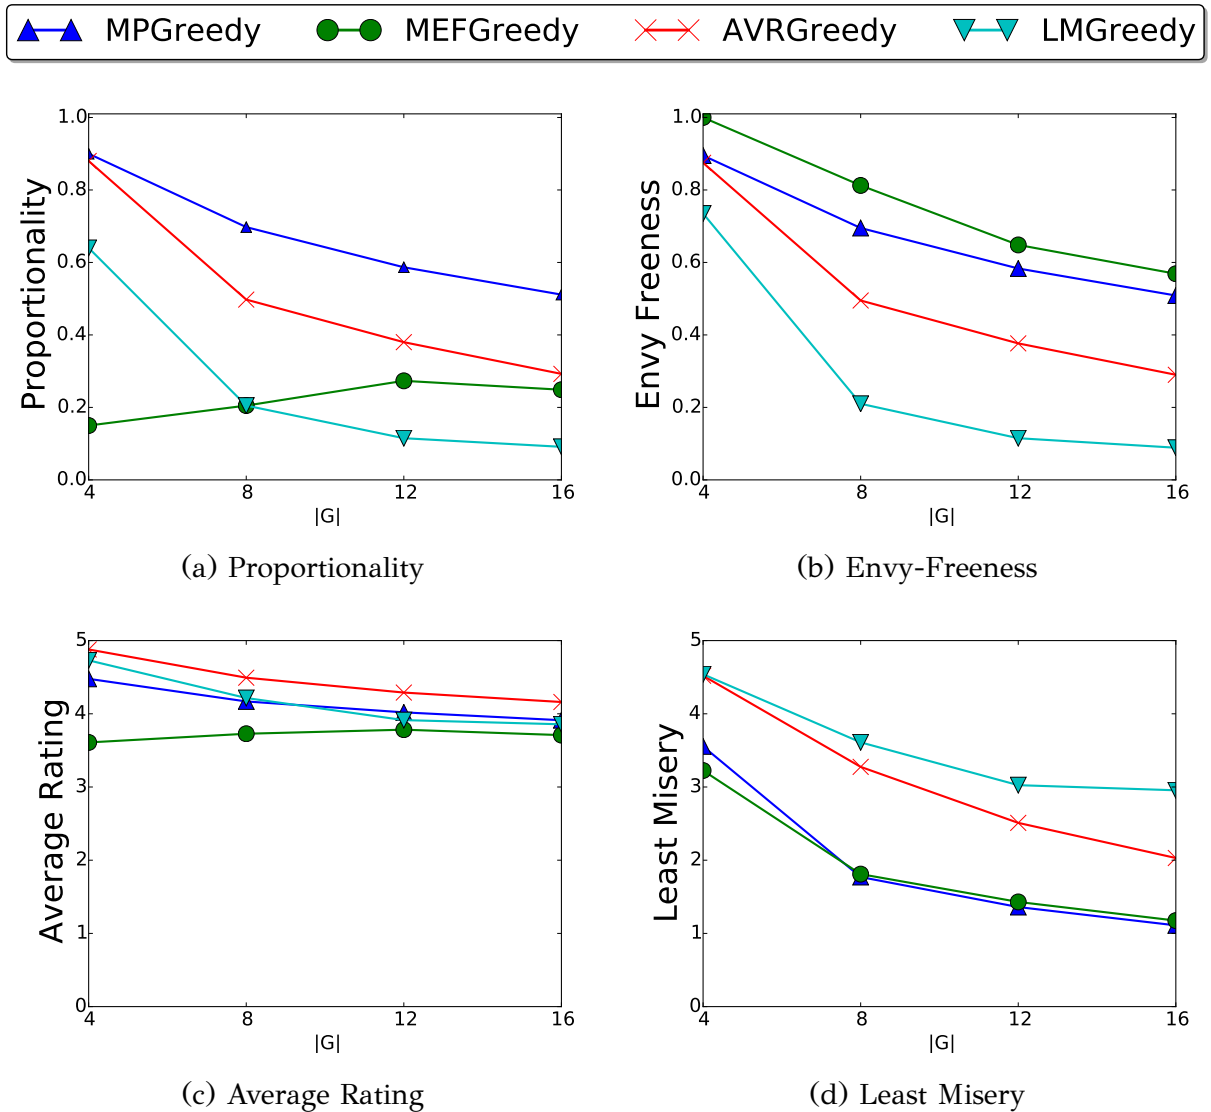 MPGreedy MEFGreedy AVRGreedy LMGreedy
Proportionality
1.0
0.8
0.6
0.4
0.2
0.0
4 8 12 16
|G|
(a) Proportionality
Envy Freeness
1.0
0.8
0.6
0.4
0.2
0.0
4 8 12 16
|G|
(b) Envy-Freeness
Average Rating
5
4
3
2
1
0
4 8 12 16
|G|
(c) Average Rating
Least Misery
5
4
3
2
1
0
4 8 12 16
|G|
(d) Least Misery